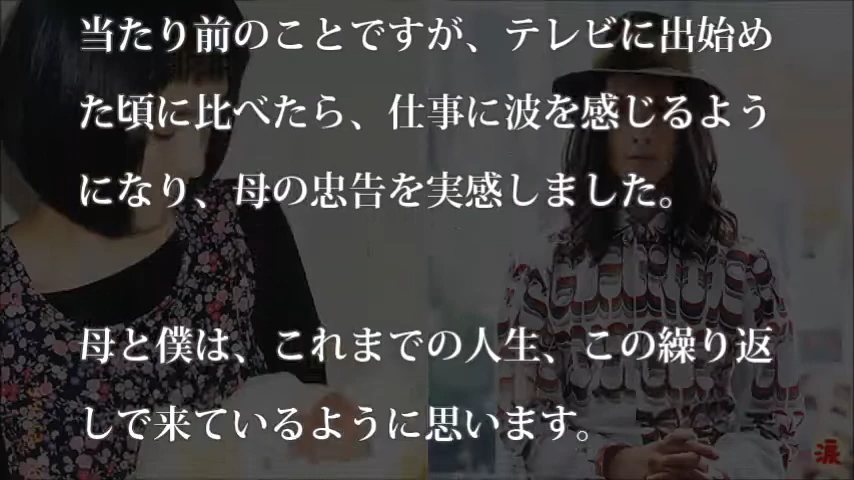 当たり前のことですが、テレビに出始め
た頃に比べたら、仕事に波を感じるよう
になり、母の忠告を実感しました。
母と僕は、これまでの人生、この繰り返
しで来ているように思います。
涙